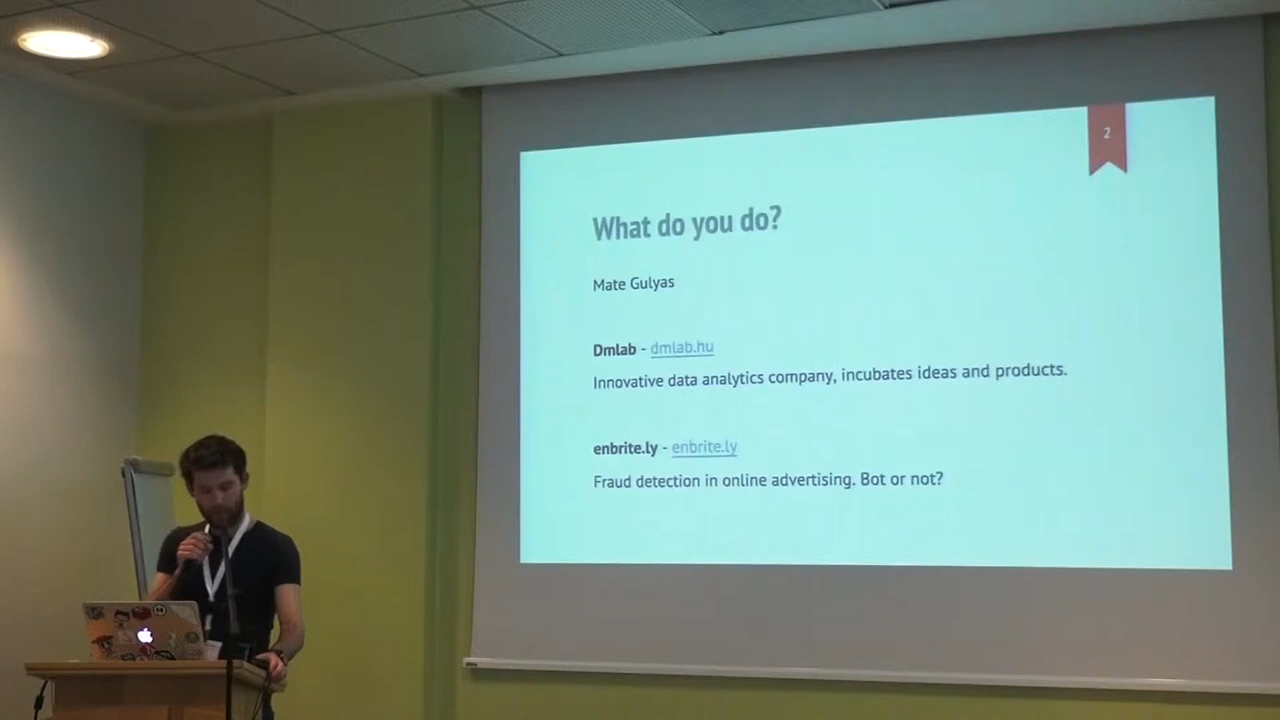 2
What do you do?
Mate Gulyas
Dmlab - dmlab.hu
Innovative data analytics company, incubates ideas and products.
enbrite.ly - enbrite.ly
Fraud detection in online advertising. Bot or not?